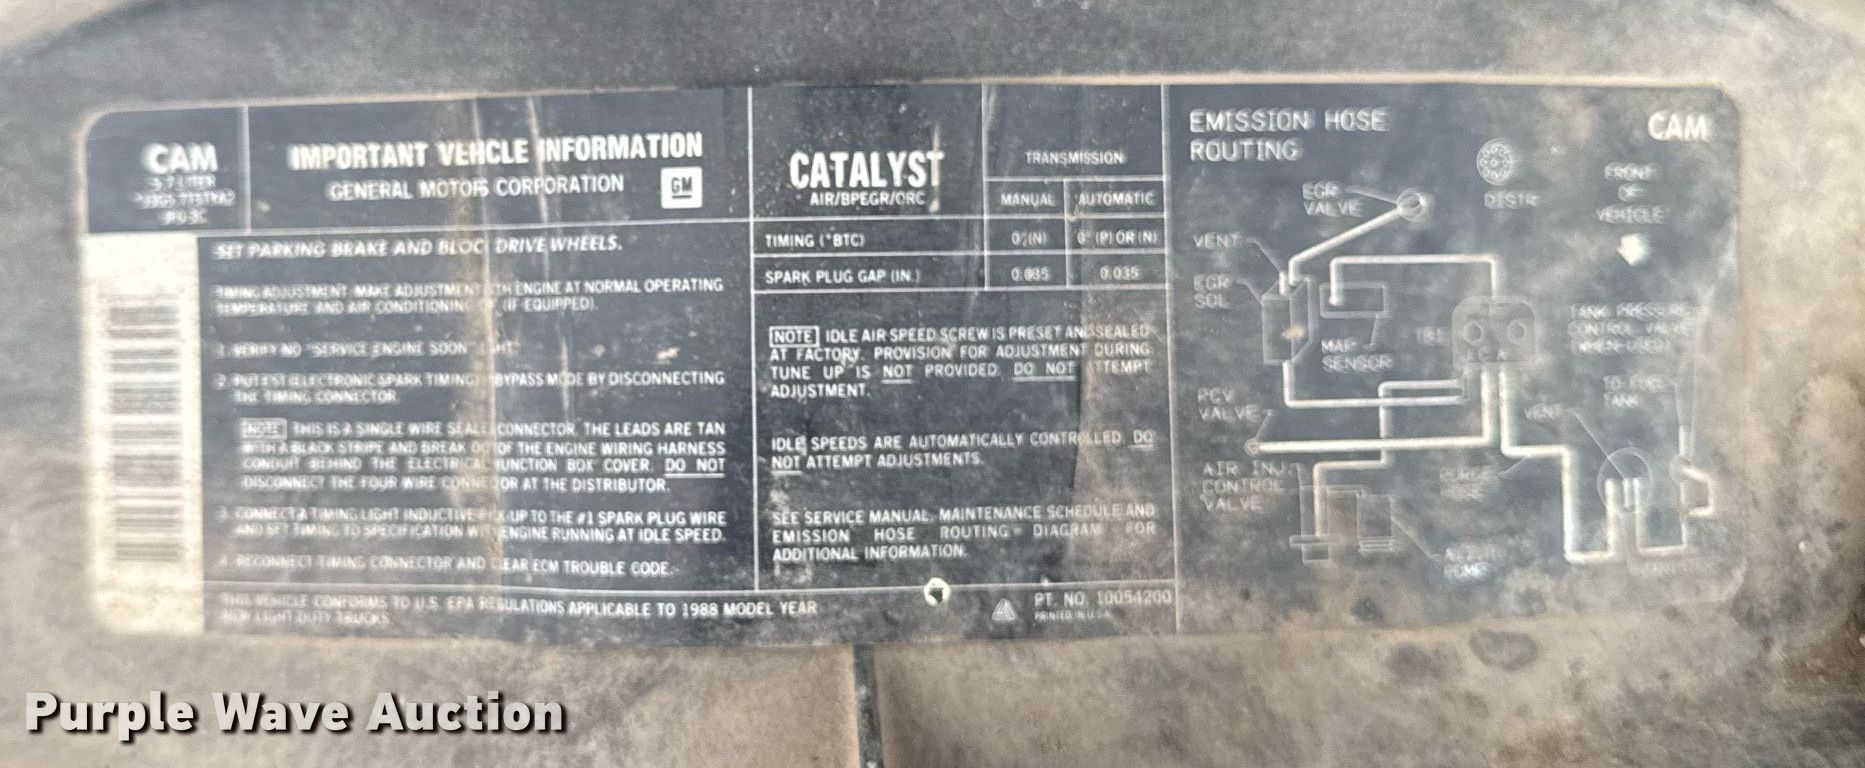 CAM
5.7 LITER
IMPORTANT VEHICLE INFORMATION
GENERAL MOTORS CORPORATION
GM
SET PARKING BRAKE AND BLOC DRIVE WHEELS.
TIMING ADJUSTMENT: MAKE ADJUSTMENT TH ENGINE AT NORMAL OPERATING
TEMPERATURE AND AIR CONDITIONING (IF EQUIPPED).
1. VERIFY NO "SERVICE ENGINE SOON" LIGHT
2. PUT EST (ELECTRONIC SPARK TIMING) BYPASS MODE BY DISCONNECTING
THE TIMING CONNECTOR.
NOTE THIS IS A SINGLE WIRE SEALE CONNECTOR. THE LEADS ARE TAN
WITH A BLACK STRIPE AND BREAK OF THE ENGINE WIRING HARNESS
CONDUIT BEHIND THE ELECTRICAL JUNCTION BOX COVER. DO NOT
DISCONNECT THE FOUR WIRE CONNE OR AT THE DISTRIBUTOR.
3. CONNECT A TIMING LIGHT INDUCTIVE PICK-UP TO THE #1 SPARK PLUG WIRE
AND SET TIMING TO SPECIFICATION ENGINE RUNNING AT IDLE SPEED.
4. RECONNECT TIMING CONNECTOR AND CLEAR ECM TROUBLE CODE.
THIS VEHICLE CONFORMS TO U.S. EPA REGULATIONS APPLICABLE TO 1988 MODEL YEAR
NEW LIGHT-DUTY TRUCKS.
CATALYST
AIR/BPEGR/ORC
TRANSMISSION
MANUAL AUTOMATIC
TIMING (°BTC) 0°(N) 0° (P) OR (N)
SPARK PLUG GAP (IN.) 0.035 0.035
NOTE IDLE AIR SPEED SCREW IS PRESET AND SEALED
AT FACTORY. PROVISION FOR ADJUSTMENT DURING
TUNE UP IS NOT PROVIDED. DO NOT ATTEMPT
ADJUSTMENT.
IDLE SPEEDS ARE AUTOMATICALLY CONTROLLED. DO
NOT ATTEMPT ADJUSTMENTS.
SEE SERVICE MANUAL, MAINTENANCE SCHEDULE AND
EMISSION HOSE ROUTING DIAGRAM FOR
ADDITIONAL INFORMATION.
PT. NO. 10054200
PRINTED IN U.S.A.
EMISSION HOSE
ROUTING
CAM
EGR
VALVE
DISTR
FRONT
OF
VEHICLE
VENT
EGR
SOL
MAP
SENSOR
TBI
TANK PRESSURE
CONTROL VALVE
(WHEN USED)
TO FUEL
TANK
PCV
VALVE
VENT
AIR INJ
CONTROL
VALVE
PURGE
HOSE
PUMP
Purple Wave Auction